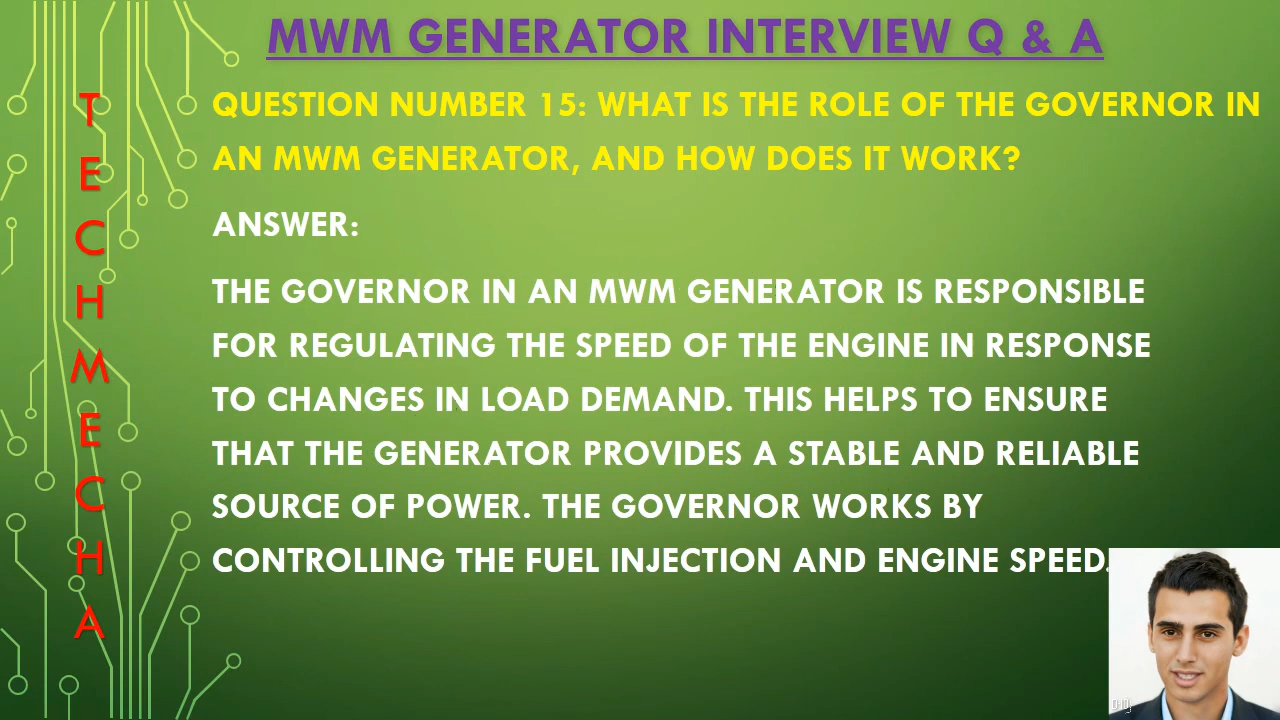 MWM GENERATOR INTERVIEW Q & A
QUESTION NUMBER 15: WHAT IS THE ROLE OF THE GOVERNOR IN
AN MWM GENERATOR, AND HOW DOES IT WORK?
ANSWER:
THE GOVERNOR IN AN MWM GENERATOR IS RESPONSIBLE
FOR REGULATING THE SPEED OF THE ENGINE IN RESPONSE
TO CHANGES IN LOAD DEMAND. THIS HELPS TO ENSURE
THAT THE GENERATOR PROVIDES A STABLE AND RELIABLE
SOURCE OF POWER. THE GOVERNOR WORKS BY
CONTROLLING THE FUEL INJECTION AND ENGINE SPEED.
TECHMECHA